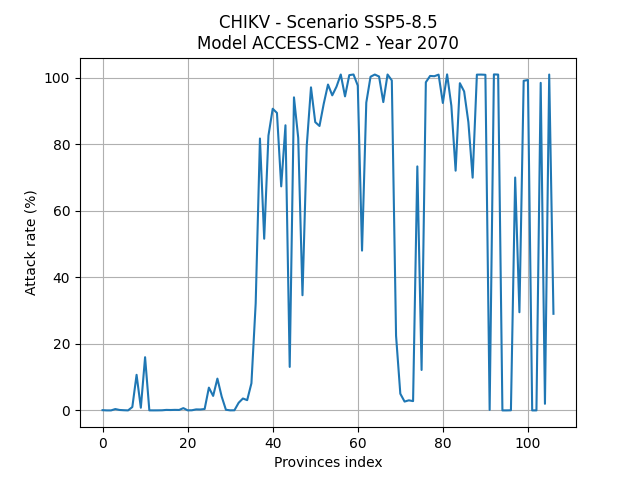 CHIKV - Scenario SSP5-8.5
Model ACCESS-CM2 - Year 2070
100
80
60
40
20
0
Attack rate (%)
0 20 40 60 80 100
Provinces index